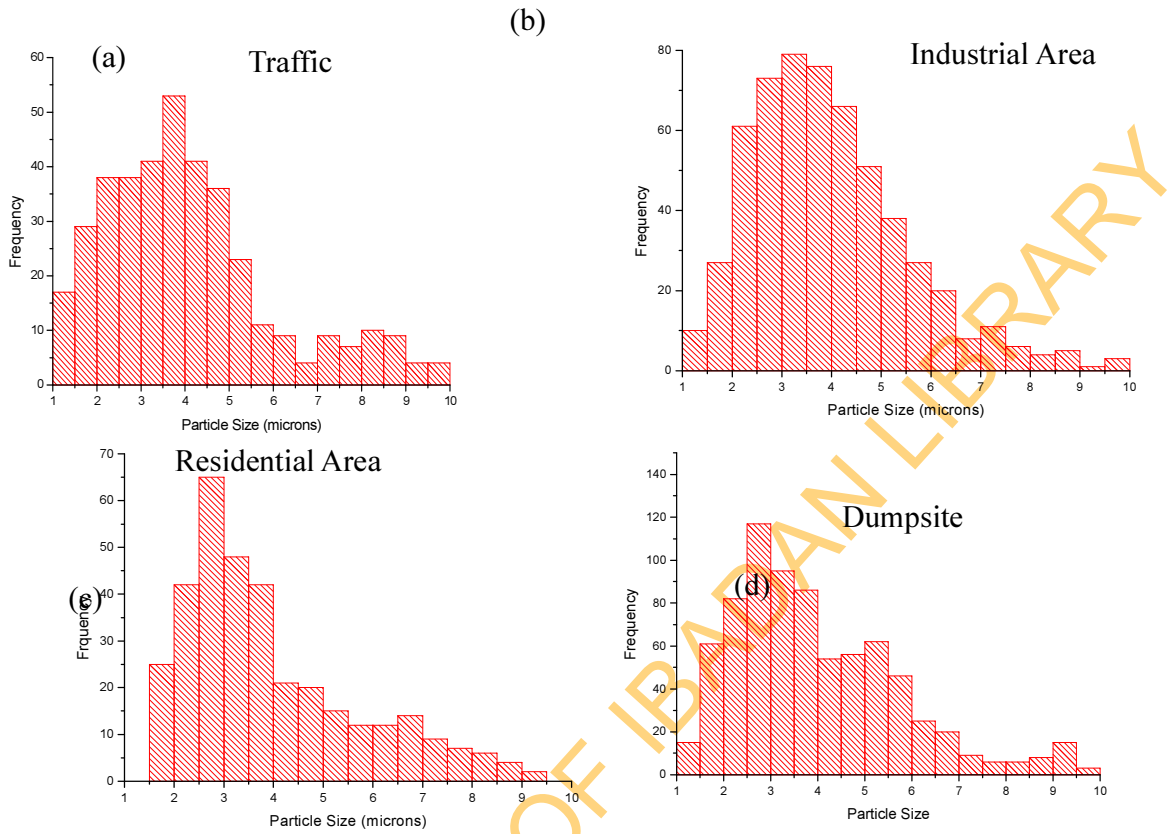 (a)
Traffic
60
50
40
30
20
10
0
Frequency
1 2 3 4 5 6 7 8 9 10
Particle Size (microns)
(b)
Industrial Area
80
60
40
20
0
Frequency
1 2 3 4 5 6 7 8 9 10
Particle Size (microns)
(c)
Residential Area
70
60
50
40
30
20
10
0
Frquency
1 2 3 4 5 6 7 8 9 10
Particle Size (microns)
(d)
Dumpsite
140
120
100
80
60
40
20
0
Frequency
1 2 3 4 5 6 7 8 9 10
Particle Size
OF IBADAN LIBRARY